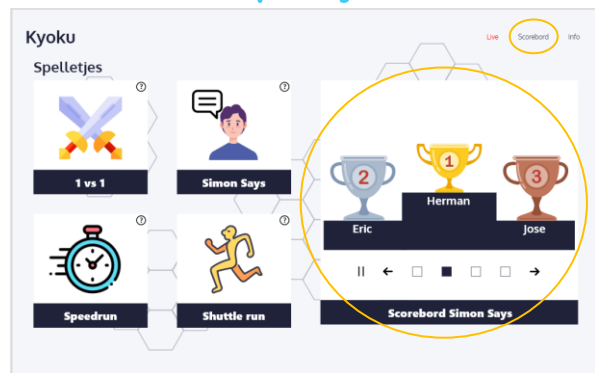 Kyoku
Live Scorebord Info
Spelletjes
?
?
1 vs 1
Simon Says
1
2
3
Herman
Eric
Jose
?
?
Speedrun
Shuttle run
Scorebord Simon Says